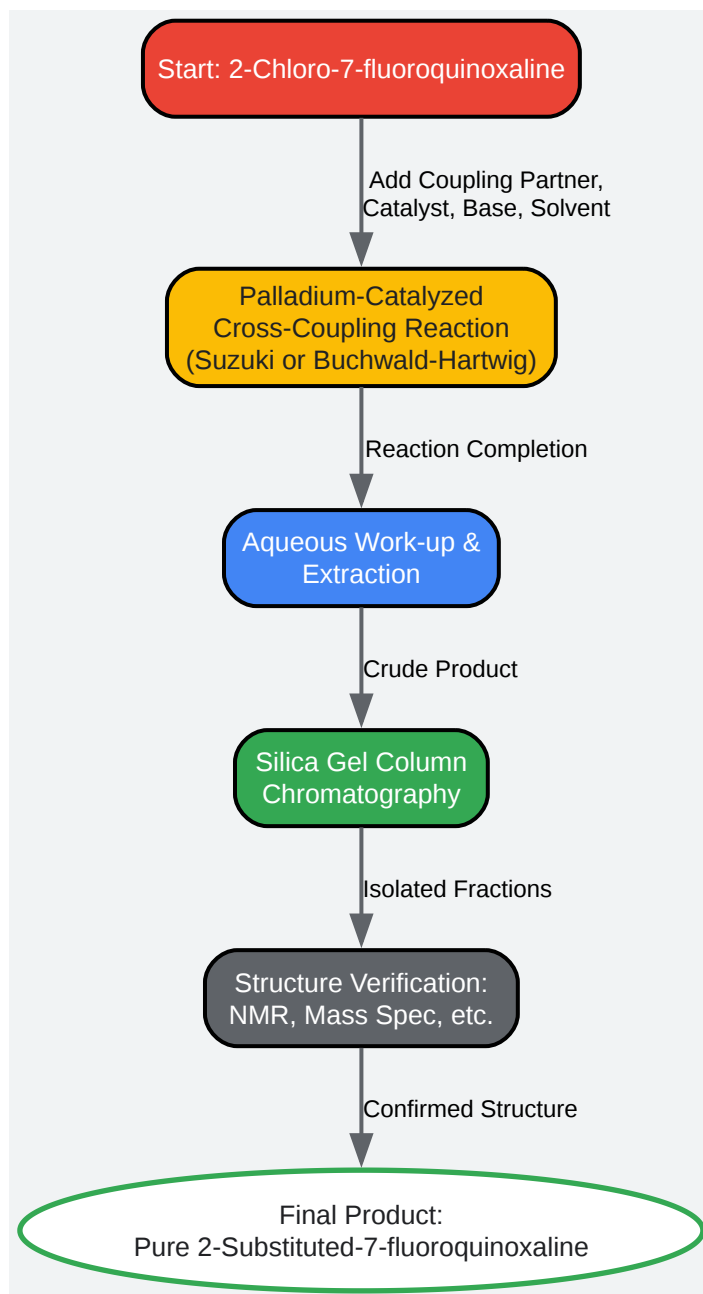 Start: 2-Chloro-7-fluoroquinoxaline
Add Coupling Partner,
Catalyst, Base, Solvent
Palladium-Catalyzed
Cross-Coupling Reaction
(Suzuki or Buchwald-Hartwig)
Reaction Completion
Aqueous Work-up &
Extraction
Crude Product
Silica Gel Column
Chromatography
Isolated Fractions
Structure Verification:
NMR, Mass Spec, etc.
Confirmed Structure
Final Product:
Pure 2-Substituted-7-fluoroquinoxaline